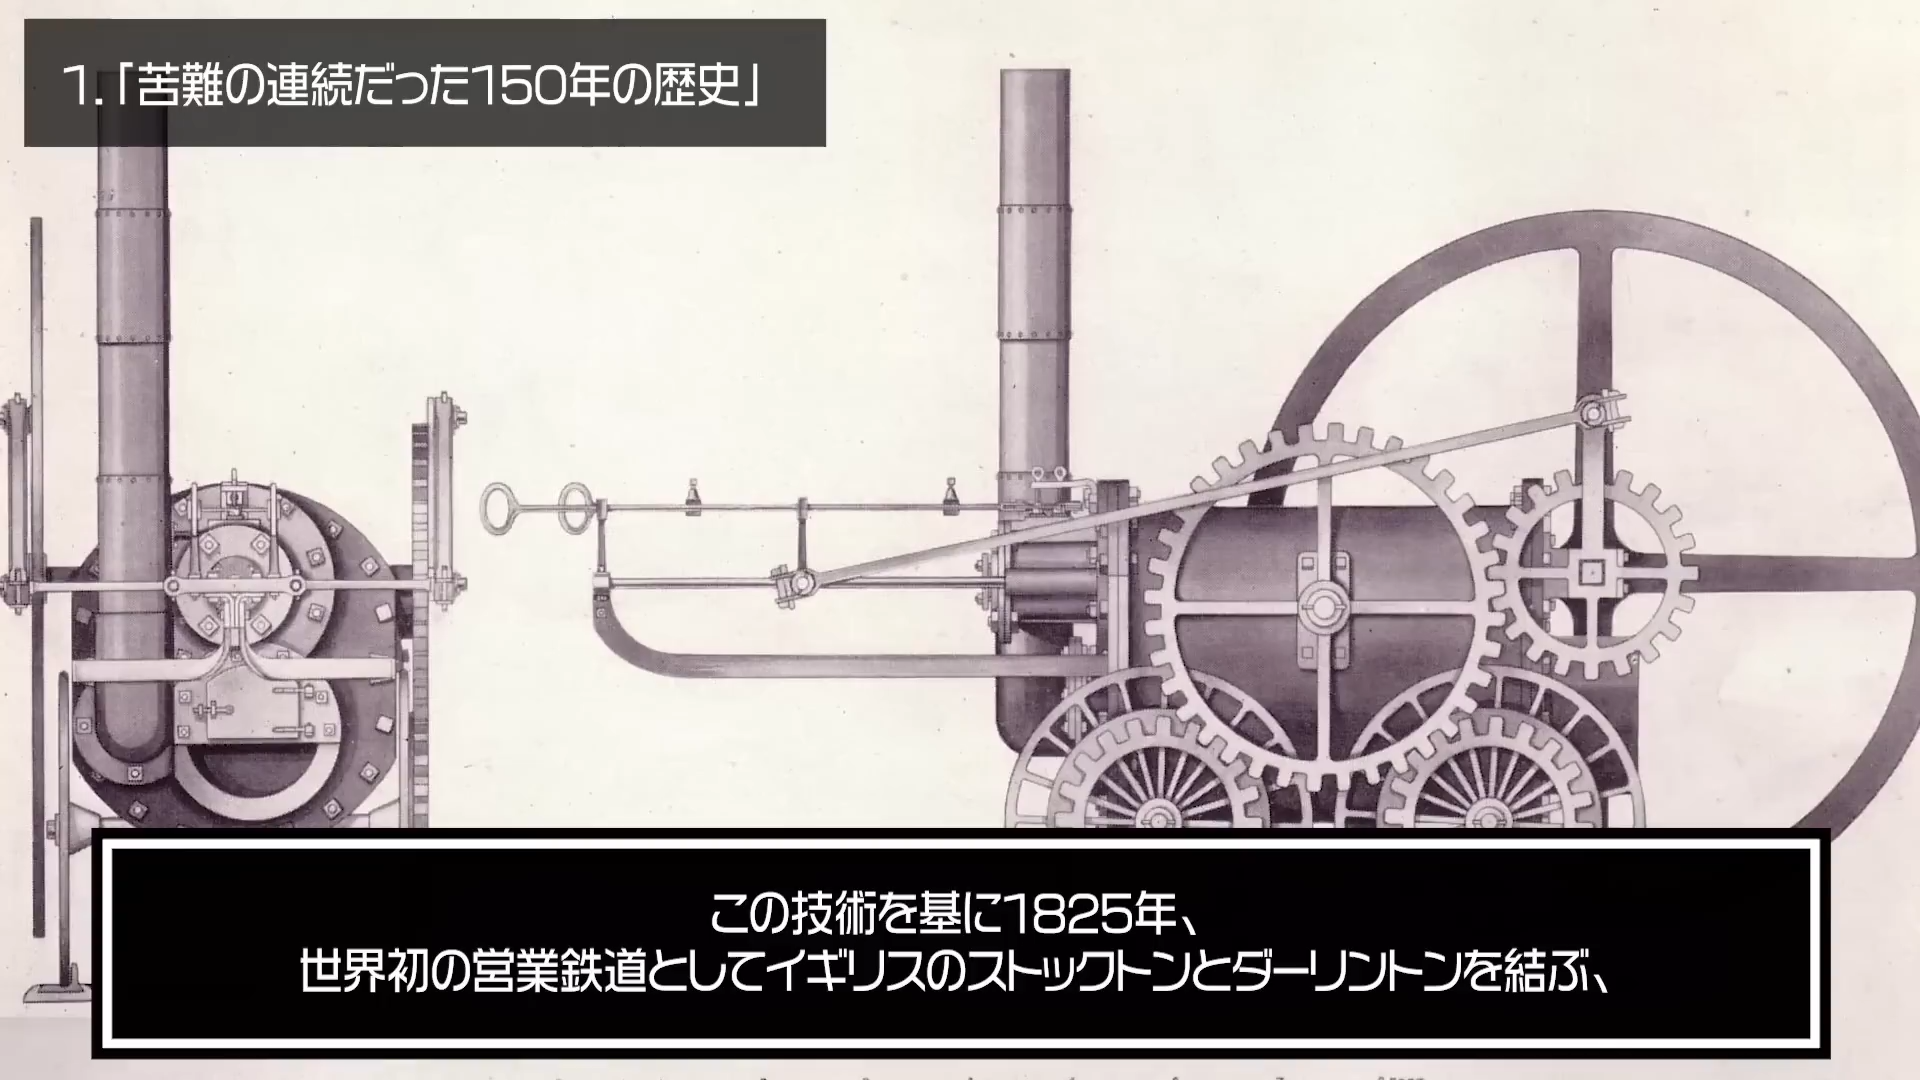 1.「苦難の連続だった150年の歴史」
この技術を基に1825年、
世界初の営業鉄道としてイギリスのストックトンとダーリントンを結ぶ、